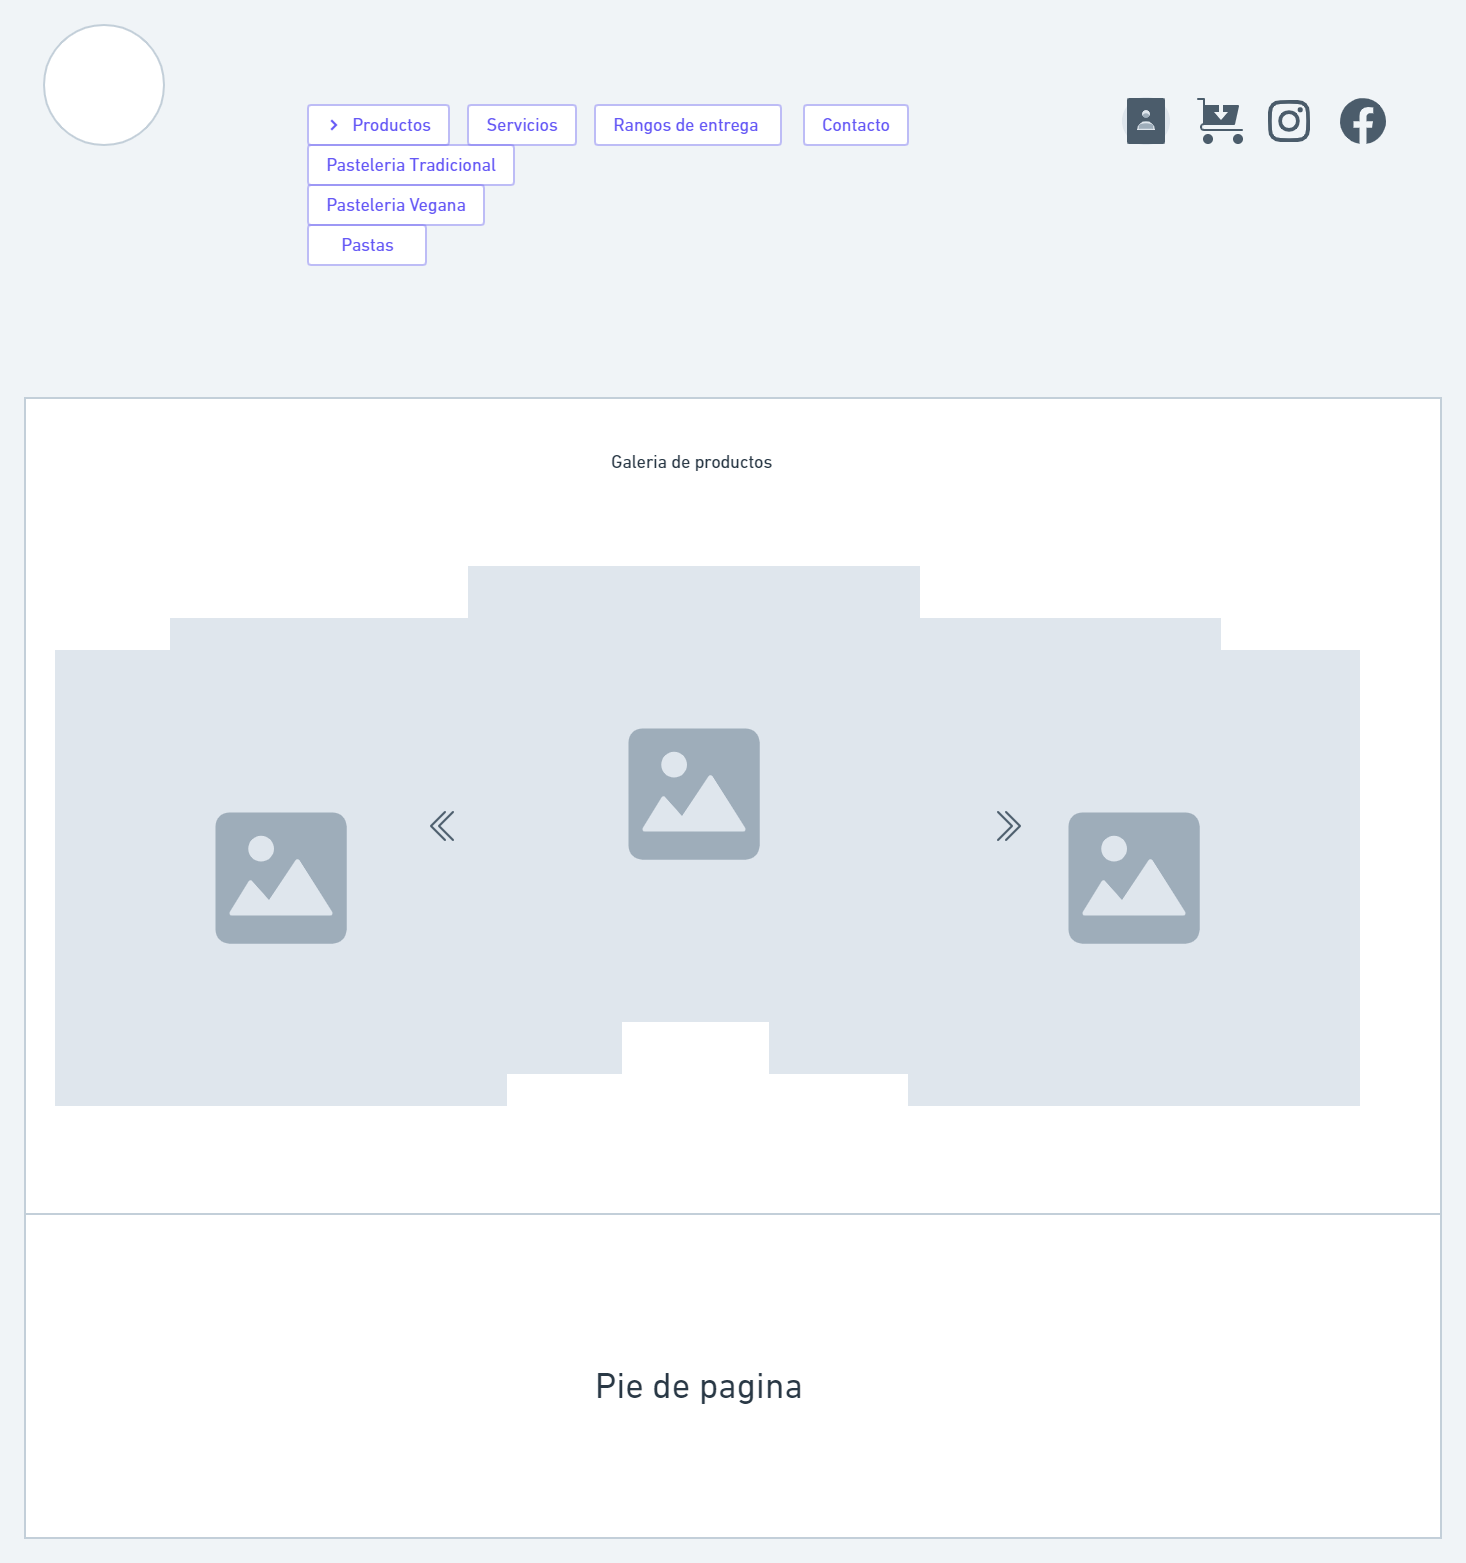 Productos
Servicios
Rangos de entrega
Contacto
Pasteleria Tradicional
Pasteleria Vegana
Pastas
Galeria de productos
Pie de pagina